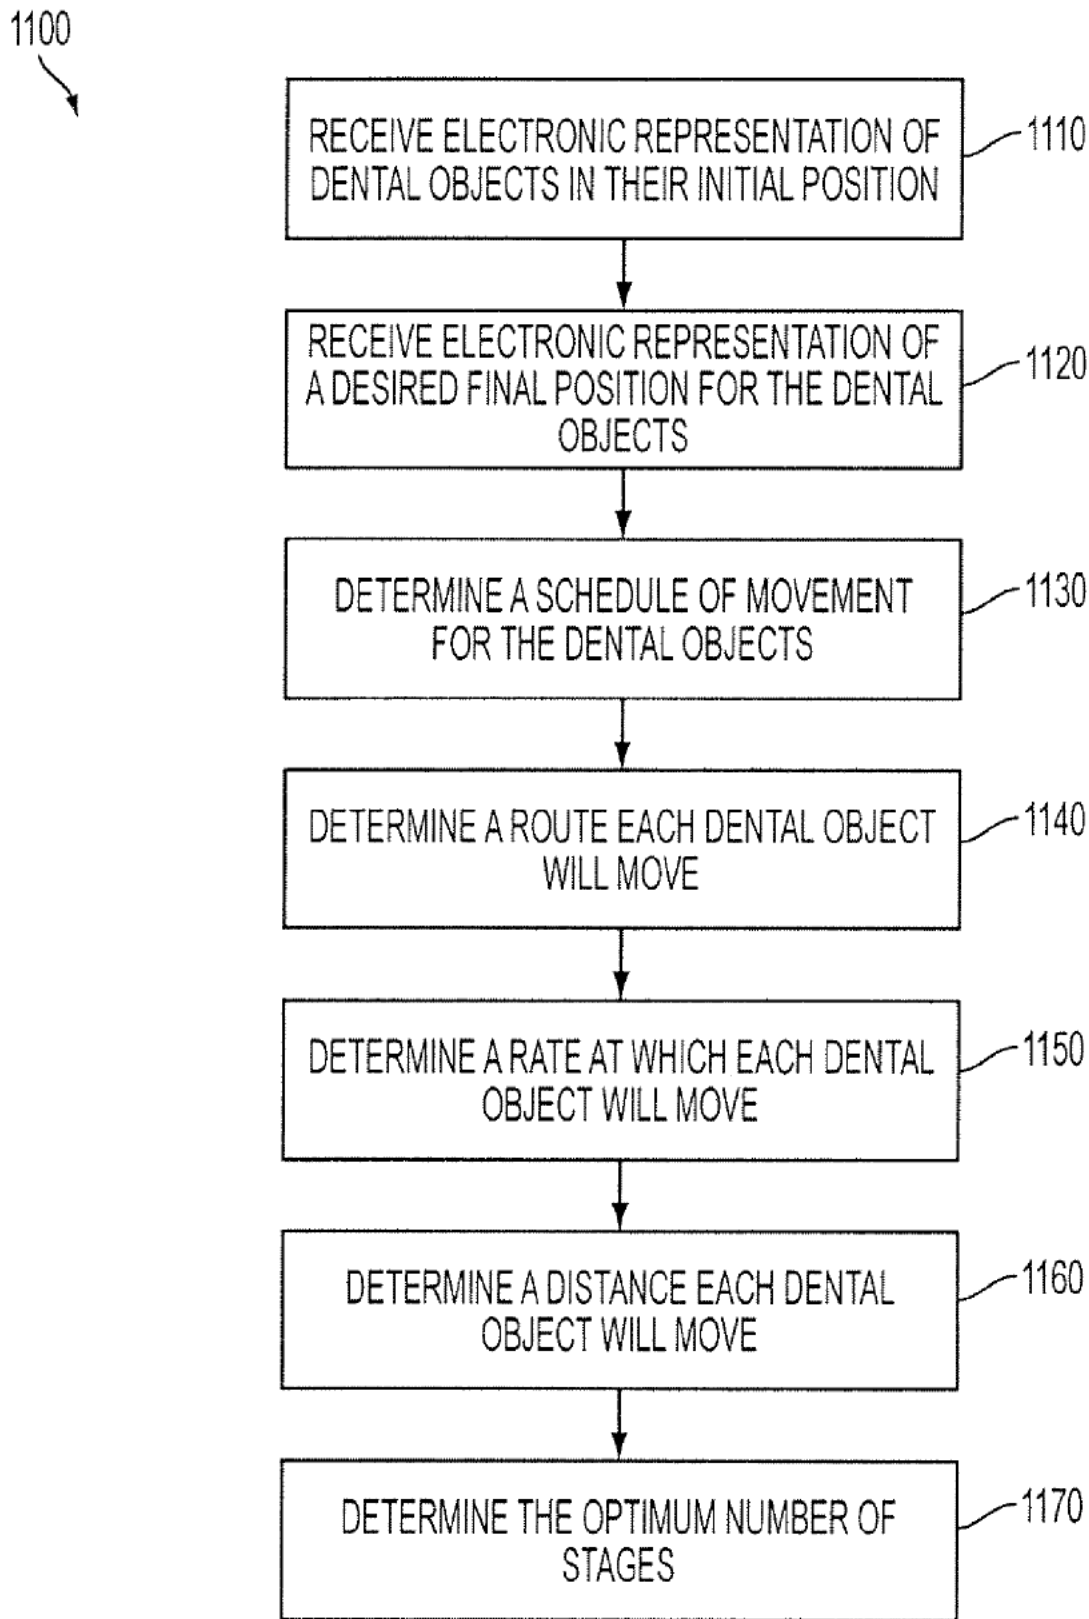 1100
RECEIVE ELECTRONIC REPRESENTATION OF
DENTAL OBJECTS IN THEIR INITIAL POSITION
1110
RECEIVE ELECTRONIC REPRESENTATION OF
A DESIRED FINAL POSITION FOR THE DENTAL
OBJECTS
1120
DETERMINE A SCHEDULE OF MOVEMENT
FOR THE DENTAL OBJECTS
1130
DETERMINE A ROUTE EACH DENTAL OBJECT
WILL MOVE
1140
DETERMINE A RATE AT WHICH EACH DENTAL
OBJECT WILL MOVE
1150
DETERMINE A DISTANCE EACH DENTAL
OBJECT WILL MOVE
1160
DETERMINE THE OPTIMUM NUMBER OF
STAGES
1170